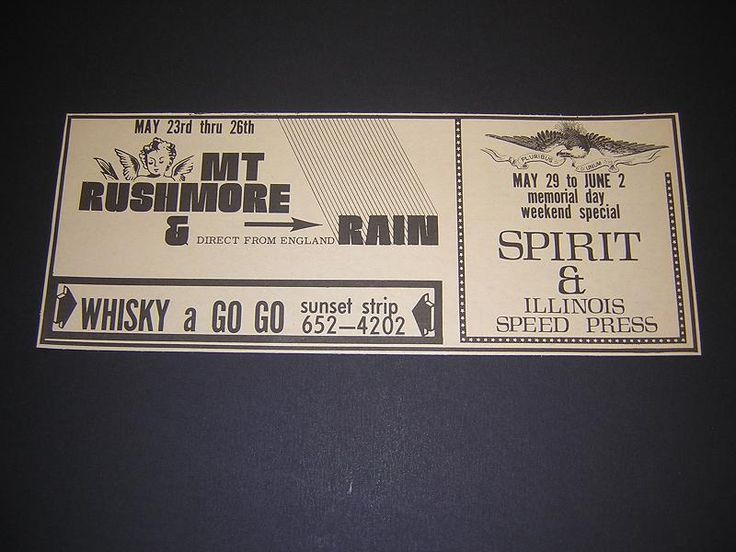 MAY 23rd thru 26th
MT
RUSHMORE
&
DIRECT FROM ENGLAND RAIN
WHISKY a GO GO
sunset strip
652-4202
PLURIBUS UNUM
MAY 29 to JUNE 2
memorial day
weekend special
SPIRIT
&
ILLINOIS
SPEED PRESS